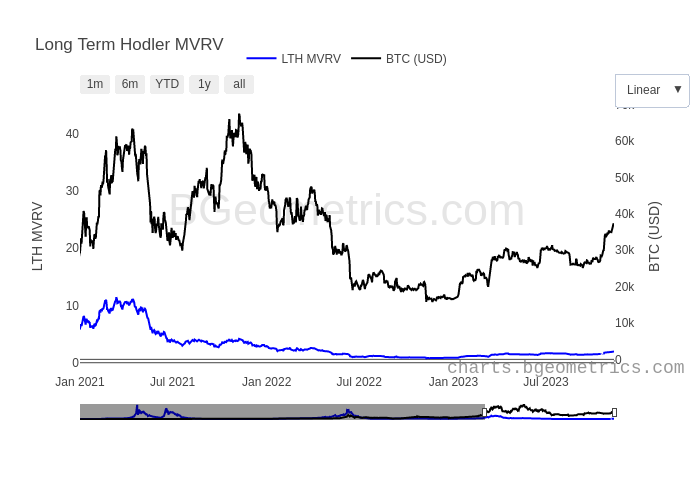 Long Term Hodler MVRV
LTH MVRV
BTC (USD)
1m
6m
YTD
1y
all
Linear ▼
70k
40
60k
50k
30
BGeometrics.com
40k
LTH MVRV
BTC (USD)
20
30k
20k
10
10k
0
0
charts.bgeometrics.com
Jan 2021
Jul 2021
Jan 2022
Jul 2022
Jan 2023
Jul 2023